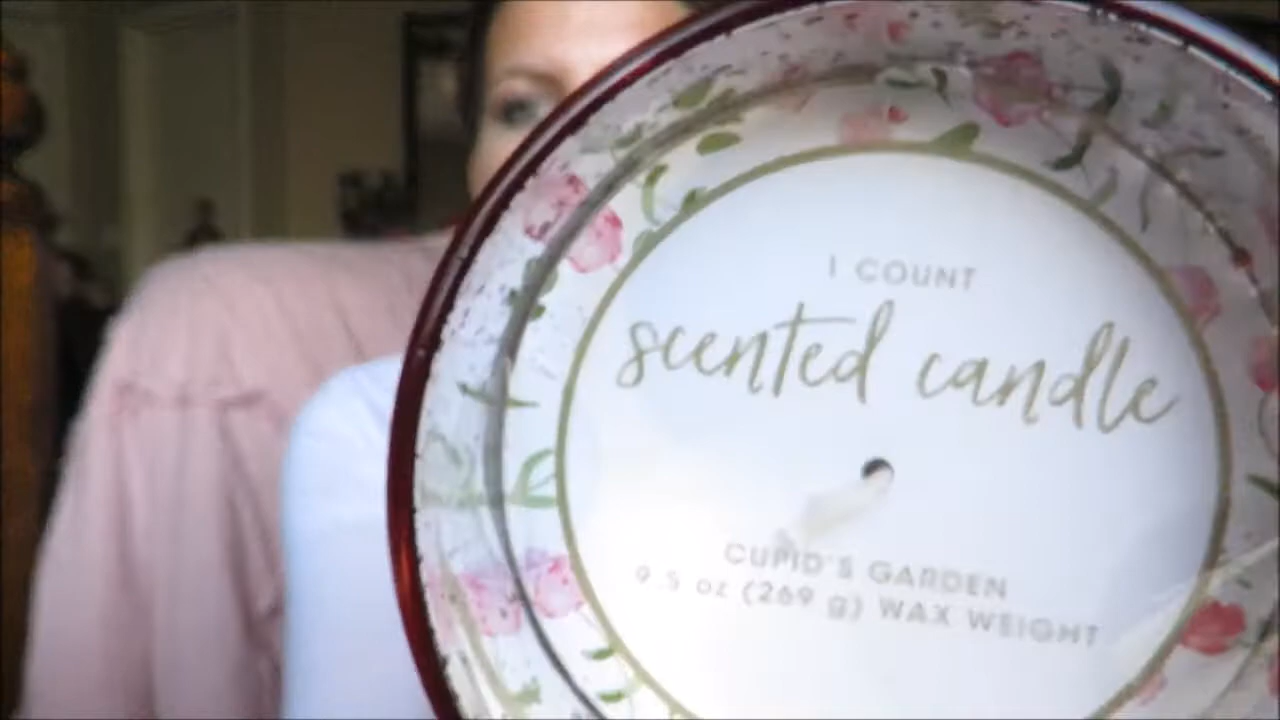 1 COUNT
scented candle
CUPID'S GARDEN
9.5 oz (269 g) WAX WEIGHT